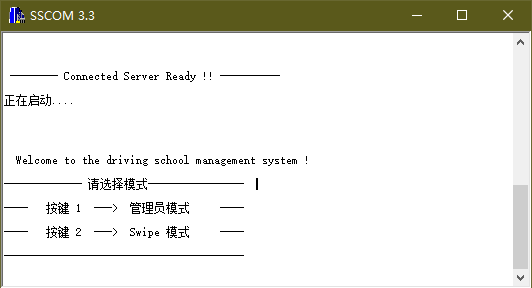 SSCOM 3.3
———— Connected Server Ready !! —————
正在启动....
Welcome to the driving school management system !
—————— 请选择模式————————
—— 按键 1 ——> 管理员模式 ——
—— 按键 2 ——> Swipe 模式 ——
————————————————————